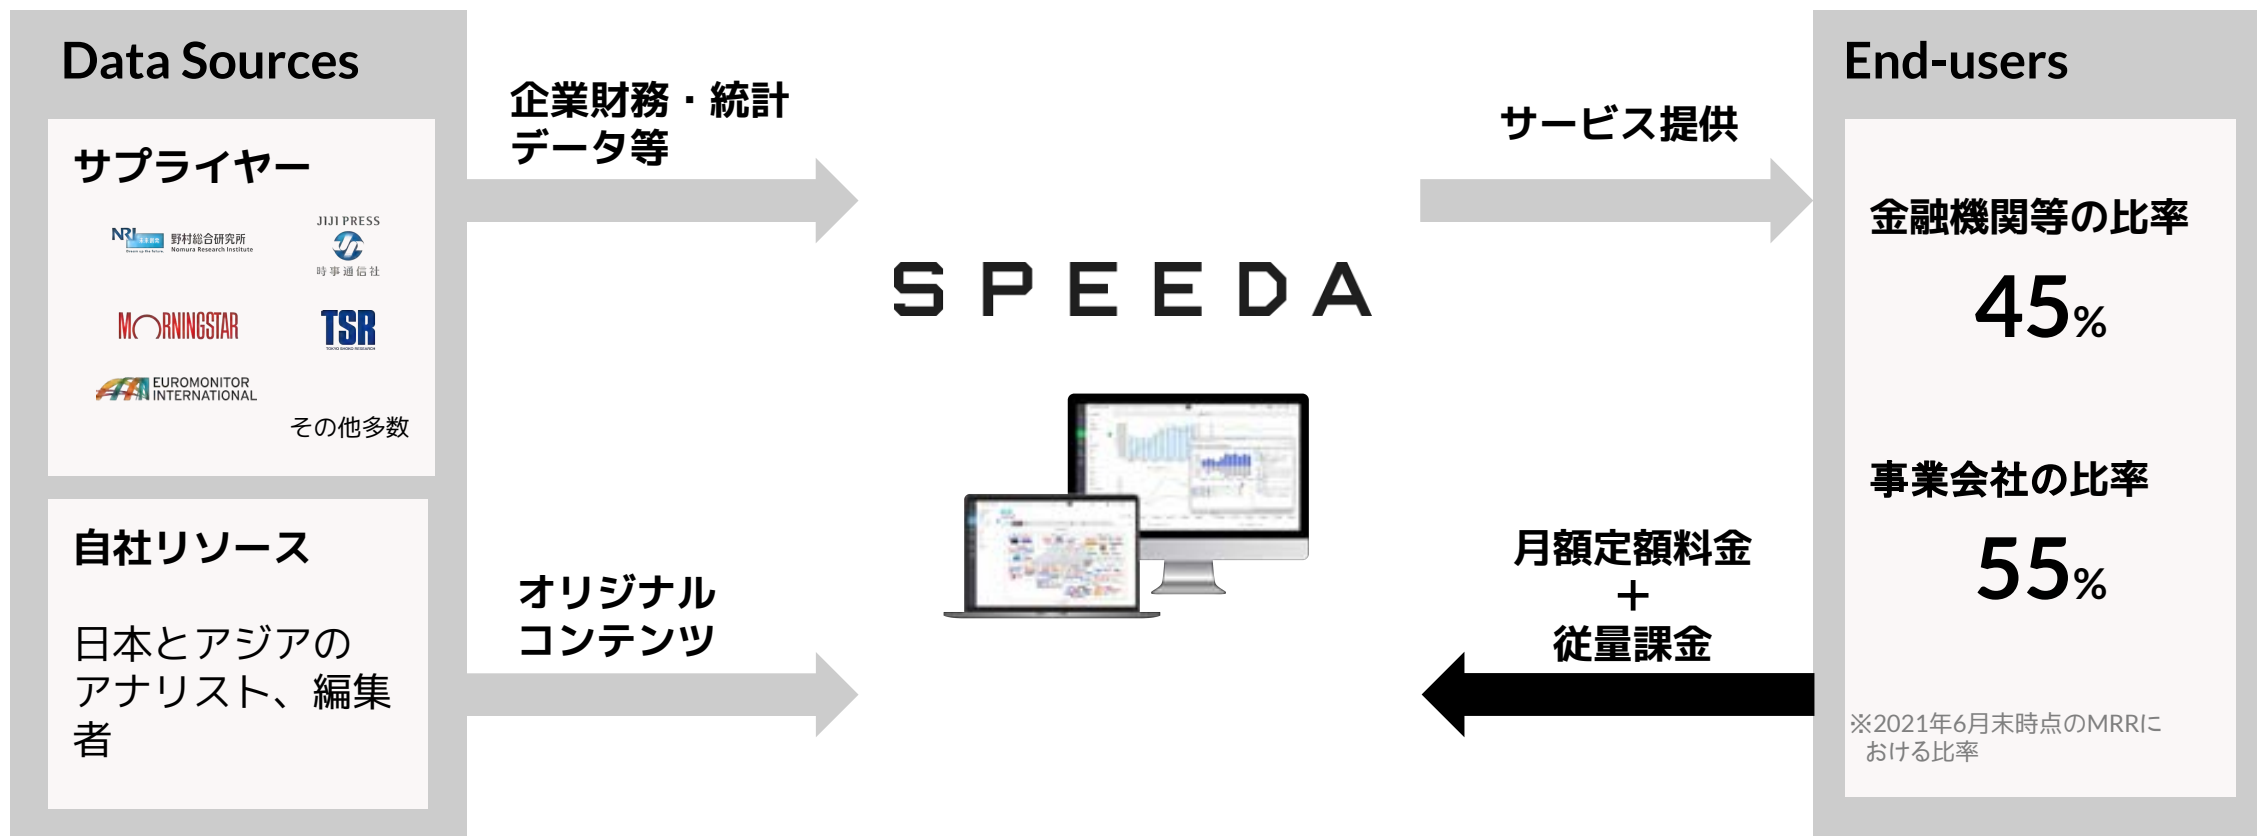 Data Sources
サプライヤー
NRI
野村総合研究所
Nomura Research Institute
JIJI PRESS
時事通信社
MORNINGSTAR
TSR
TOKYO SHOKO RESEARCH
EUROMONITOR
INTERNATIONAL
その他多数
自社リソース
日本とアジアの
アナリスト、編集
者
企業財務・統計
データ等
オリジナル
コンテンツ
SPEEDA
サービス提供
月額定額料金
＋
従量課金
End-users
金融機関等の比率
45%
事業会社の比率
55%
※2021年6月末時点のMRRに
おける比率